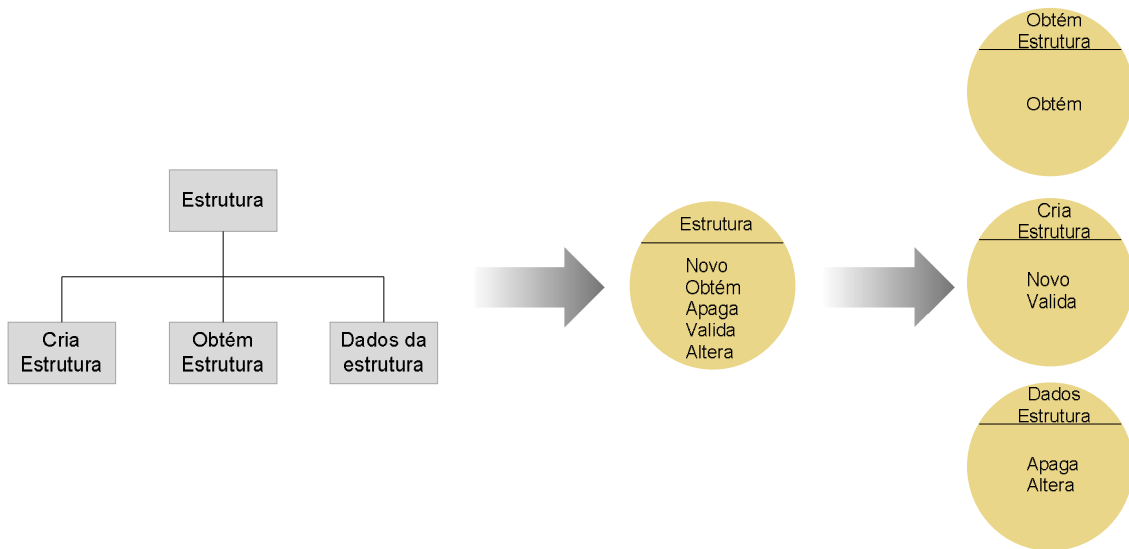 Estrutura
Cria
Estrutura
Obtém
Estrutura
Dados da
estrutura
Estrutura
Novo
Obtém
Apaga
Valida
Altera
Obtém
Estrutura
Obtém
Cria
Estrutura
Novo
Valida
Dados
Estrutura
Apaga
Altera